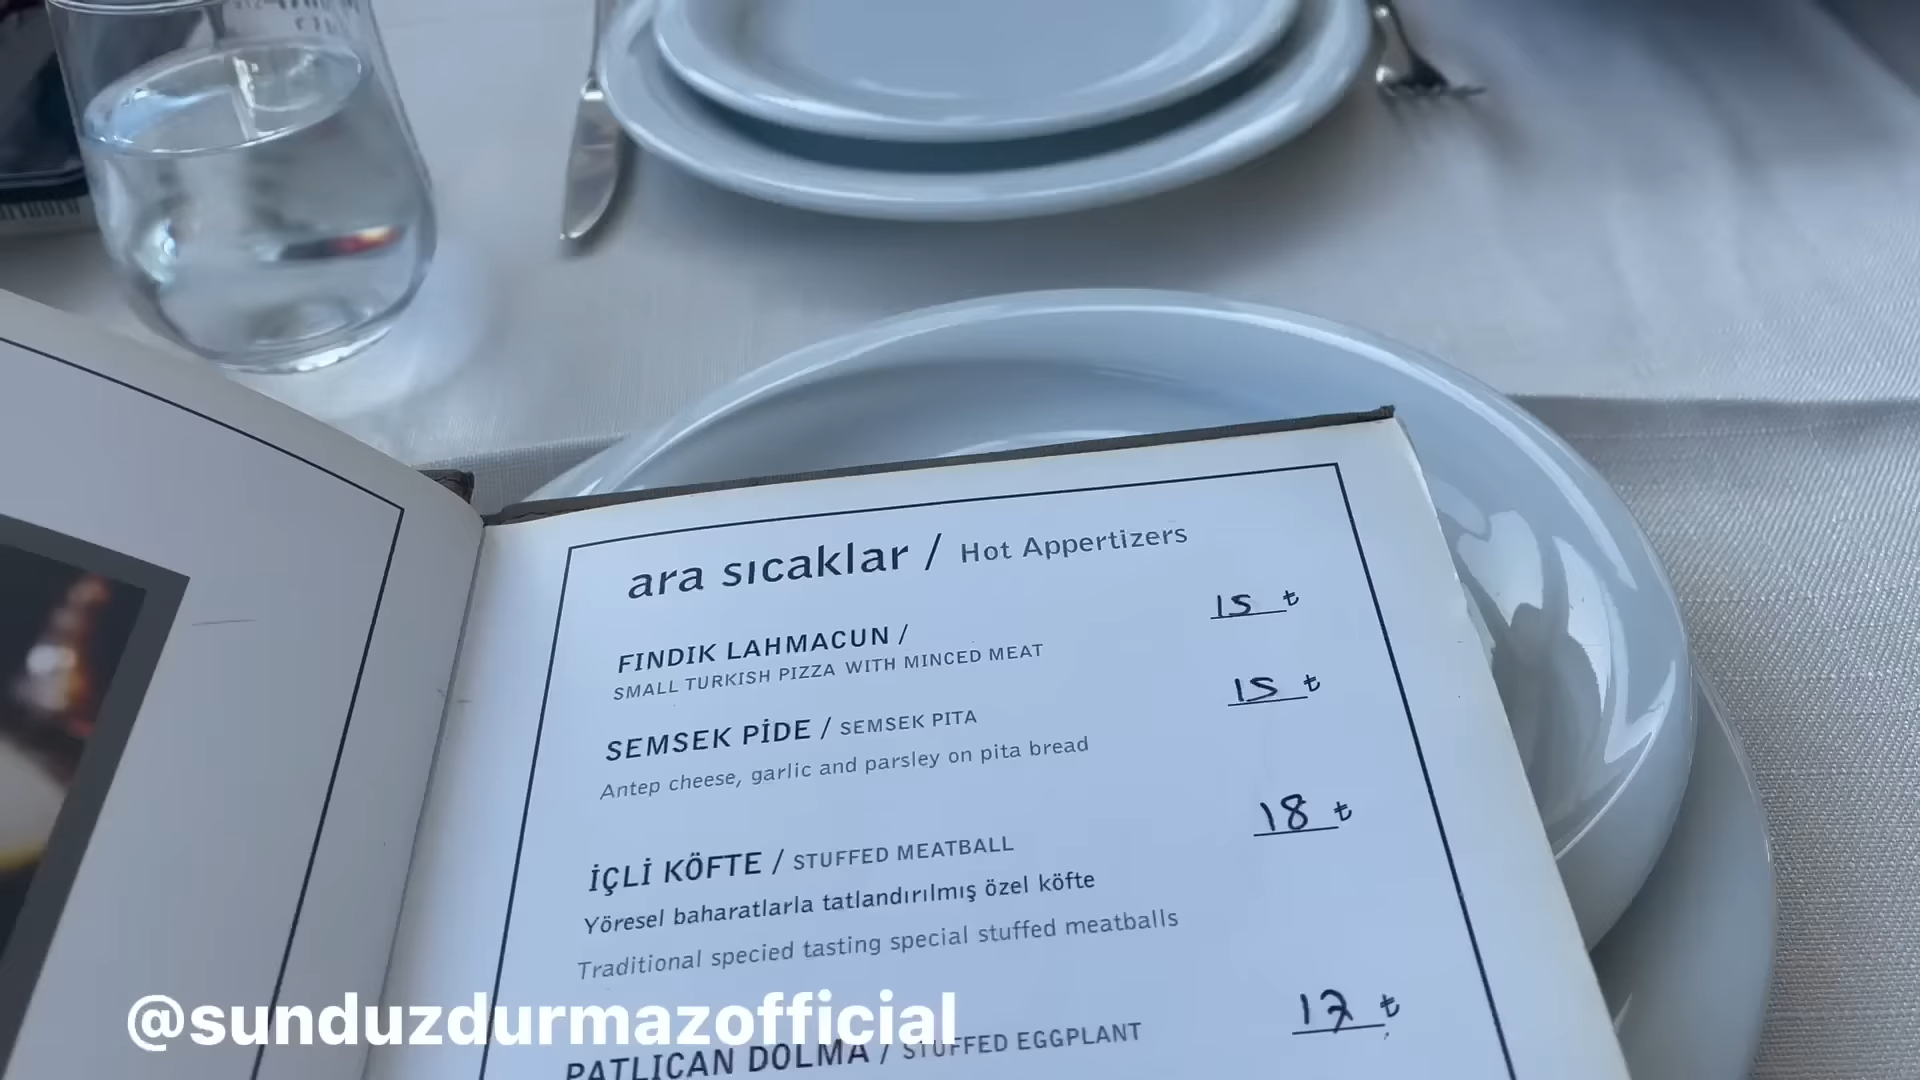 ara sıcaklar / Hot Appertizers
FINDIK LAHMACUN /
SMALL TURKISH PIZZA WITH MINCED MEAT
15 ₺
SEMSEK PİDE / SEMSEK PITA
Antep cheese, garlic and parsley on pita bread
15 ₺
İÇLİ KÖFTE / STUFFED MEATBALL
Yöresel baharatlarla tatlandırılmış özel köfte
Traditional specied tasting special stuffed meatballs
18 ₺
PATLICAN DOLMA / STUFFED EGGPLANT
17 ₺
@sunduzdurmazofficial